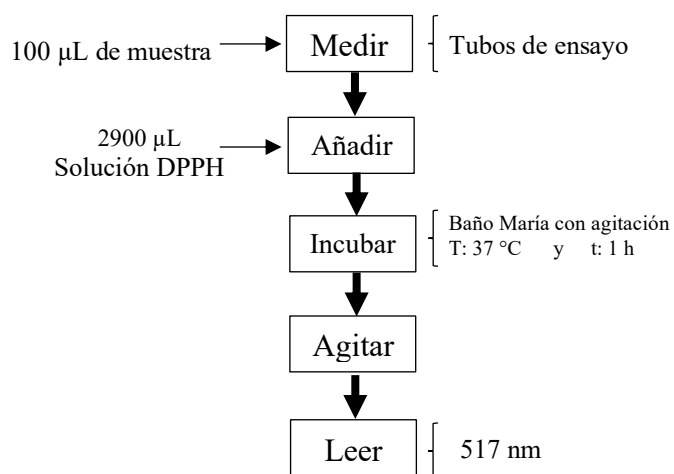 100 μL de muestra
Medir
Tubos de ensayo
2900 μL
Solución DPPH
Añadir
Incubar
Baño María con agitación
T: 37 °C y t: 1 h
Agitar
Leer
517 nm